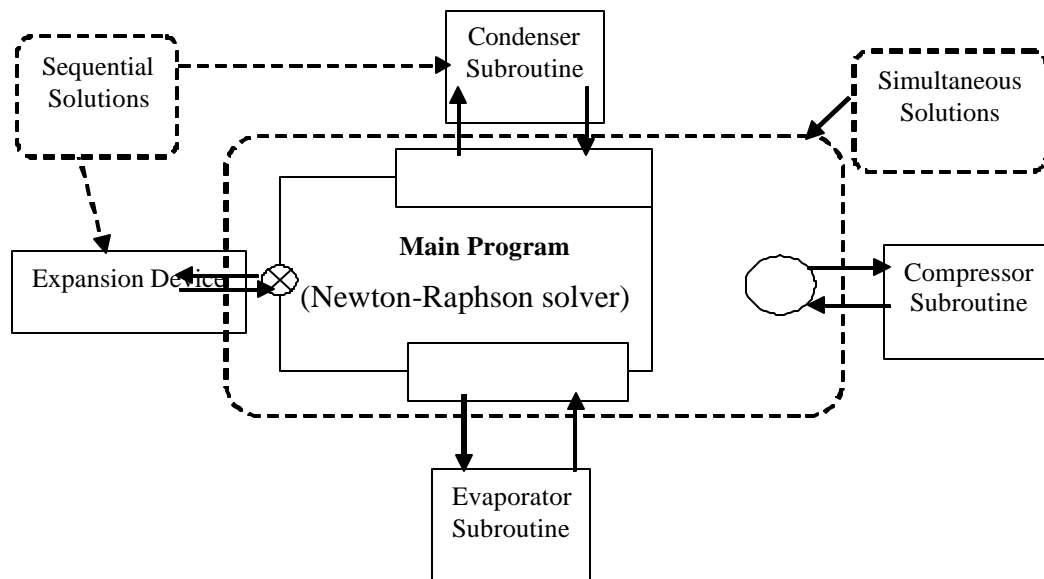 Condenser
Subroutine
Sequential
Solutions
Simultaneous
Solutions
Main Program
(Newton-Raphson solver)
Expansion Device
Compressor
Subroutine
Evaporator
Subroutine